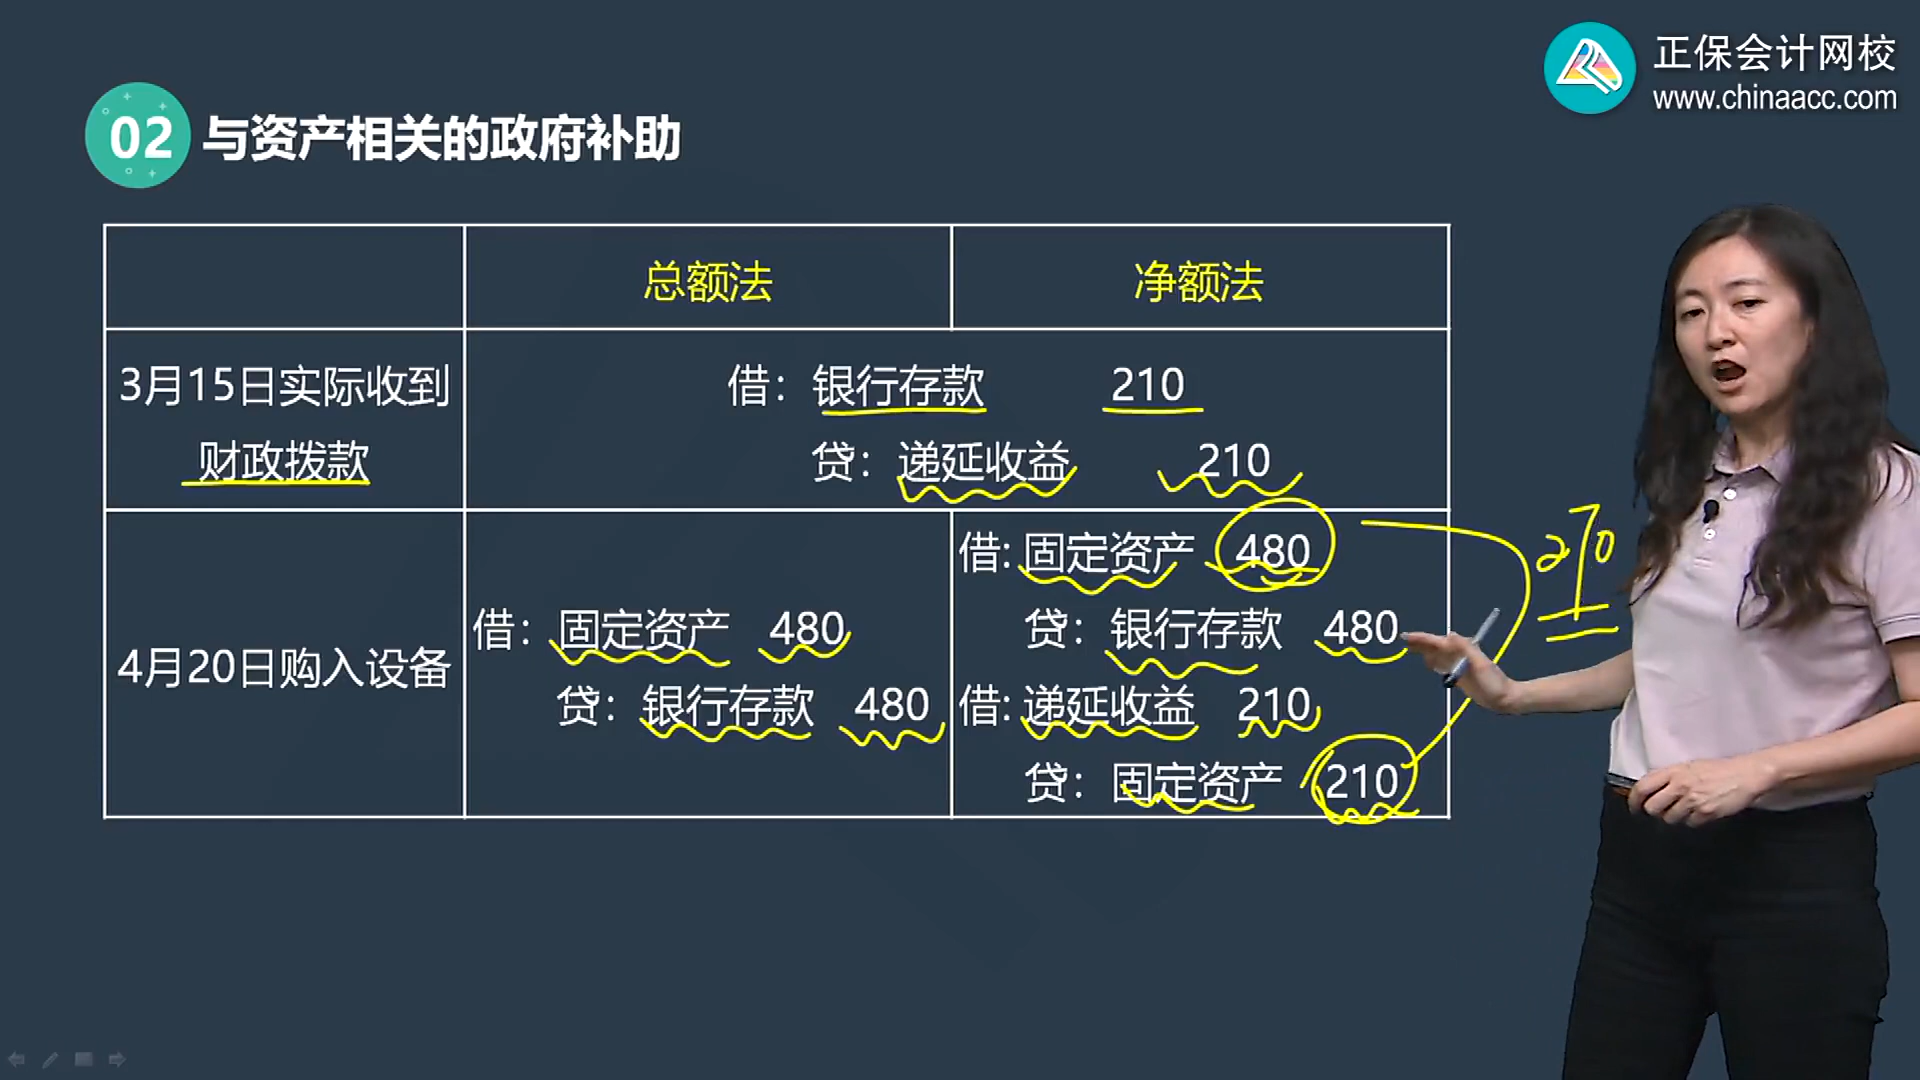 正保会计网校
www.chinaacc.com
02 与资产相关的政府补助
总额法 净额法
3月15日实际收到
财政拨款
借：银行存款 210
贷：递延收益 210
4月20日购入设备
借：固定资产 480
贷：银行存款 480
借：固定资产 480
贷：银行存款 480
借：递延收益 210
贷：固定资产 210
270